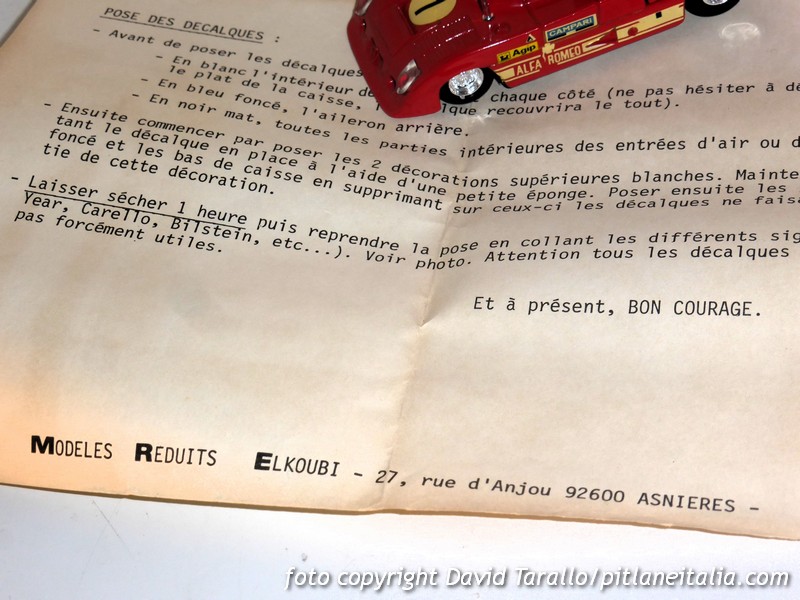 POSE DES DECALQUES :
- Avant de poser les décalques
- En blanc l'intérieur de chaque côté (ne pas hésiter à dé
le plat de la caisse, l' lque recouvrira le tout).
- En bleu foncé, l'aileron arrière.
- En noir mat, toutes les parties intérieures des entrées d'air ou d
- Ensuite commencer par poser les 2 décorations supérieures blanches. Mainte
tant le décalque en place à l'aide d'une petite éponge. Poser ensuite les
foncé et les bas de caisse en supprimant sur ceux-ci les décalques ne faisa
tie de cette décoration.
- Laisser sécher 1 heure puis reprendre la pose en collant les différents sig
Year, Carello, Bilstein, etc...). Voir photo. Attention tous les décalques
pas forcément utiles.
Et à présent, BON COURAGE.
MODELES REDUITS ELKOUBI - 27, rue d'Anjou 92600 ASNIERES -
1
CAMPARI
Agip
ALFA ROMEO
1
foto copyright David Tarallo/pitlaneitalia.com